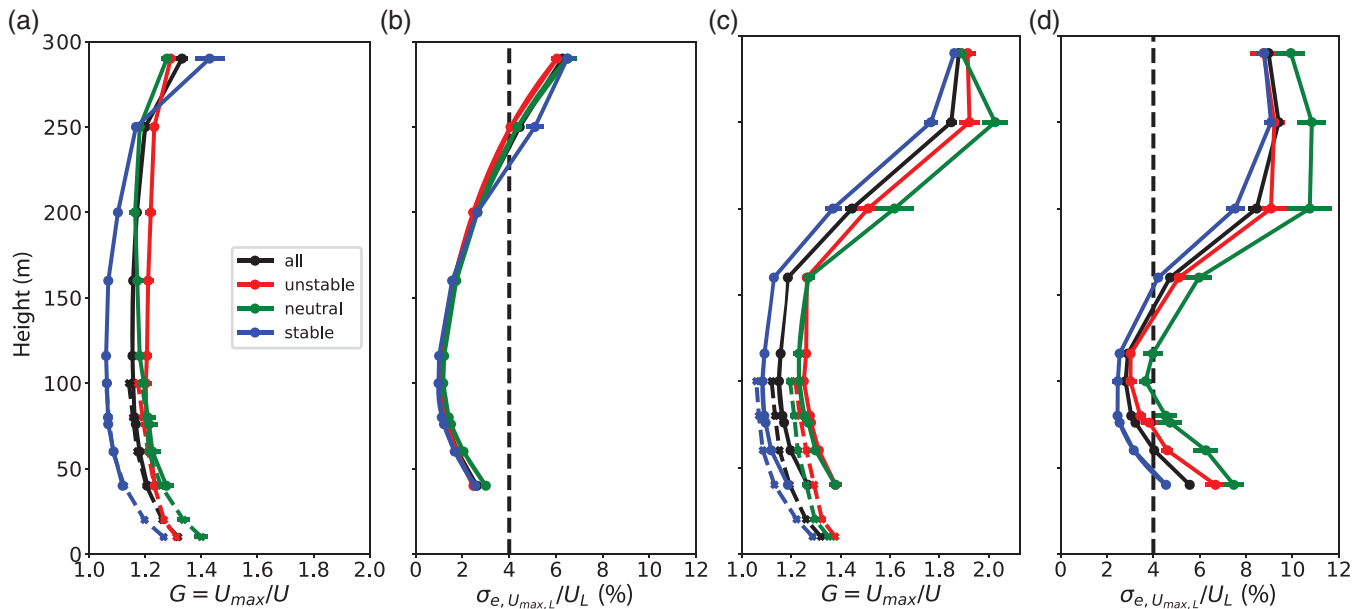 (a) (b) (c) (d)
300
250
200
150
100
50
0
Height (m)
all
unstable
neutral
stable
1.0 1.2 1.4 1.6 1.8 2.0
G = U_max/U
0 2 4 6 8 10 12
σ_e,U_max,L/U_L (%)
1.0 1.2 1.4 1.6 1.8 2.0
G = U_max/U
0 2 4 6 8 10 12
σ_e,U_max,L/U_L (%)